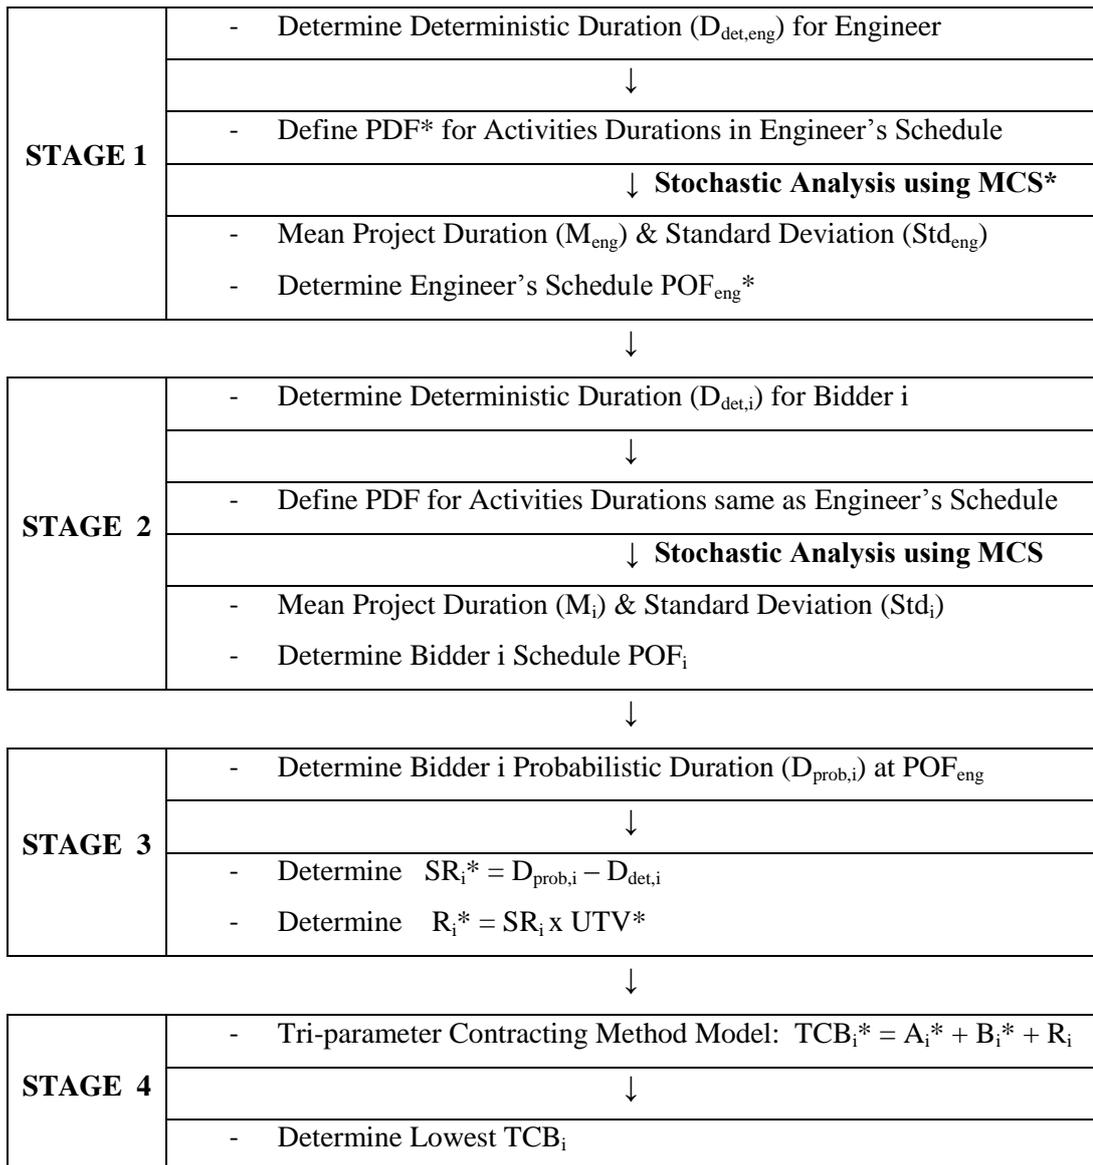 - Determine Deterministic Duration (Ddet,eng) for Engineer
↓
- Define PDF* for Activities Durations in Engineer’s Schedule
STAGE 1
↓ Stochastic Analysis using MCS*
- Mean Project Duration (Meng) & Standard Deviation (Stdeng)
- Determine Engineer’s Schedule POFeng*
↓
- Determine Deterministic Duration (Ddet,i) for Bidder i
↓
- Define PDF for Activities Durations same as Engineer’s Schedule
STAGE 2
↓ Stochastic Analysis using MCS
- Mean Project Duration (Mi) & Standard Deviation (Stdi)
- Determine Bidder i Schedule POFi
↓
- Determine Bidder i Probabilistic Duration (Dprob,i) at POFeng
↓
STAGE 3
- Determine SRi* = Dprob,i – Ddet,i
- Determine Ri* = SRi x UTV*
↓
- Tri-parameter Contracting Method Model: TCBi* = Ai* + Bi* + Ri
STAGE 4
↓
- Determine Lowest TCBi